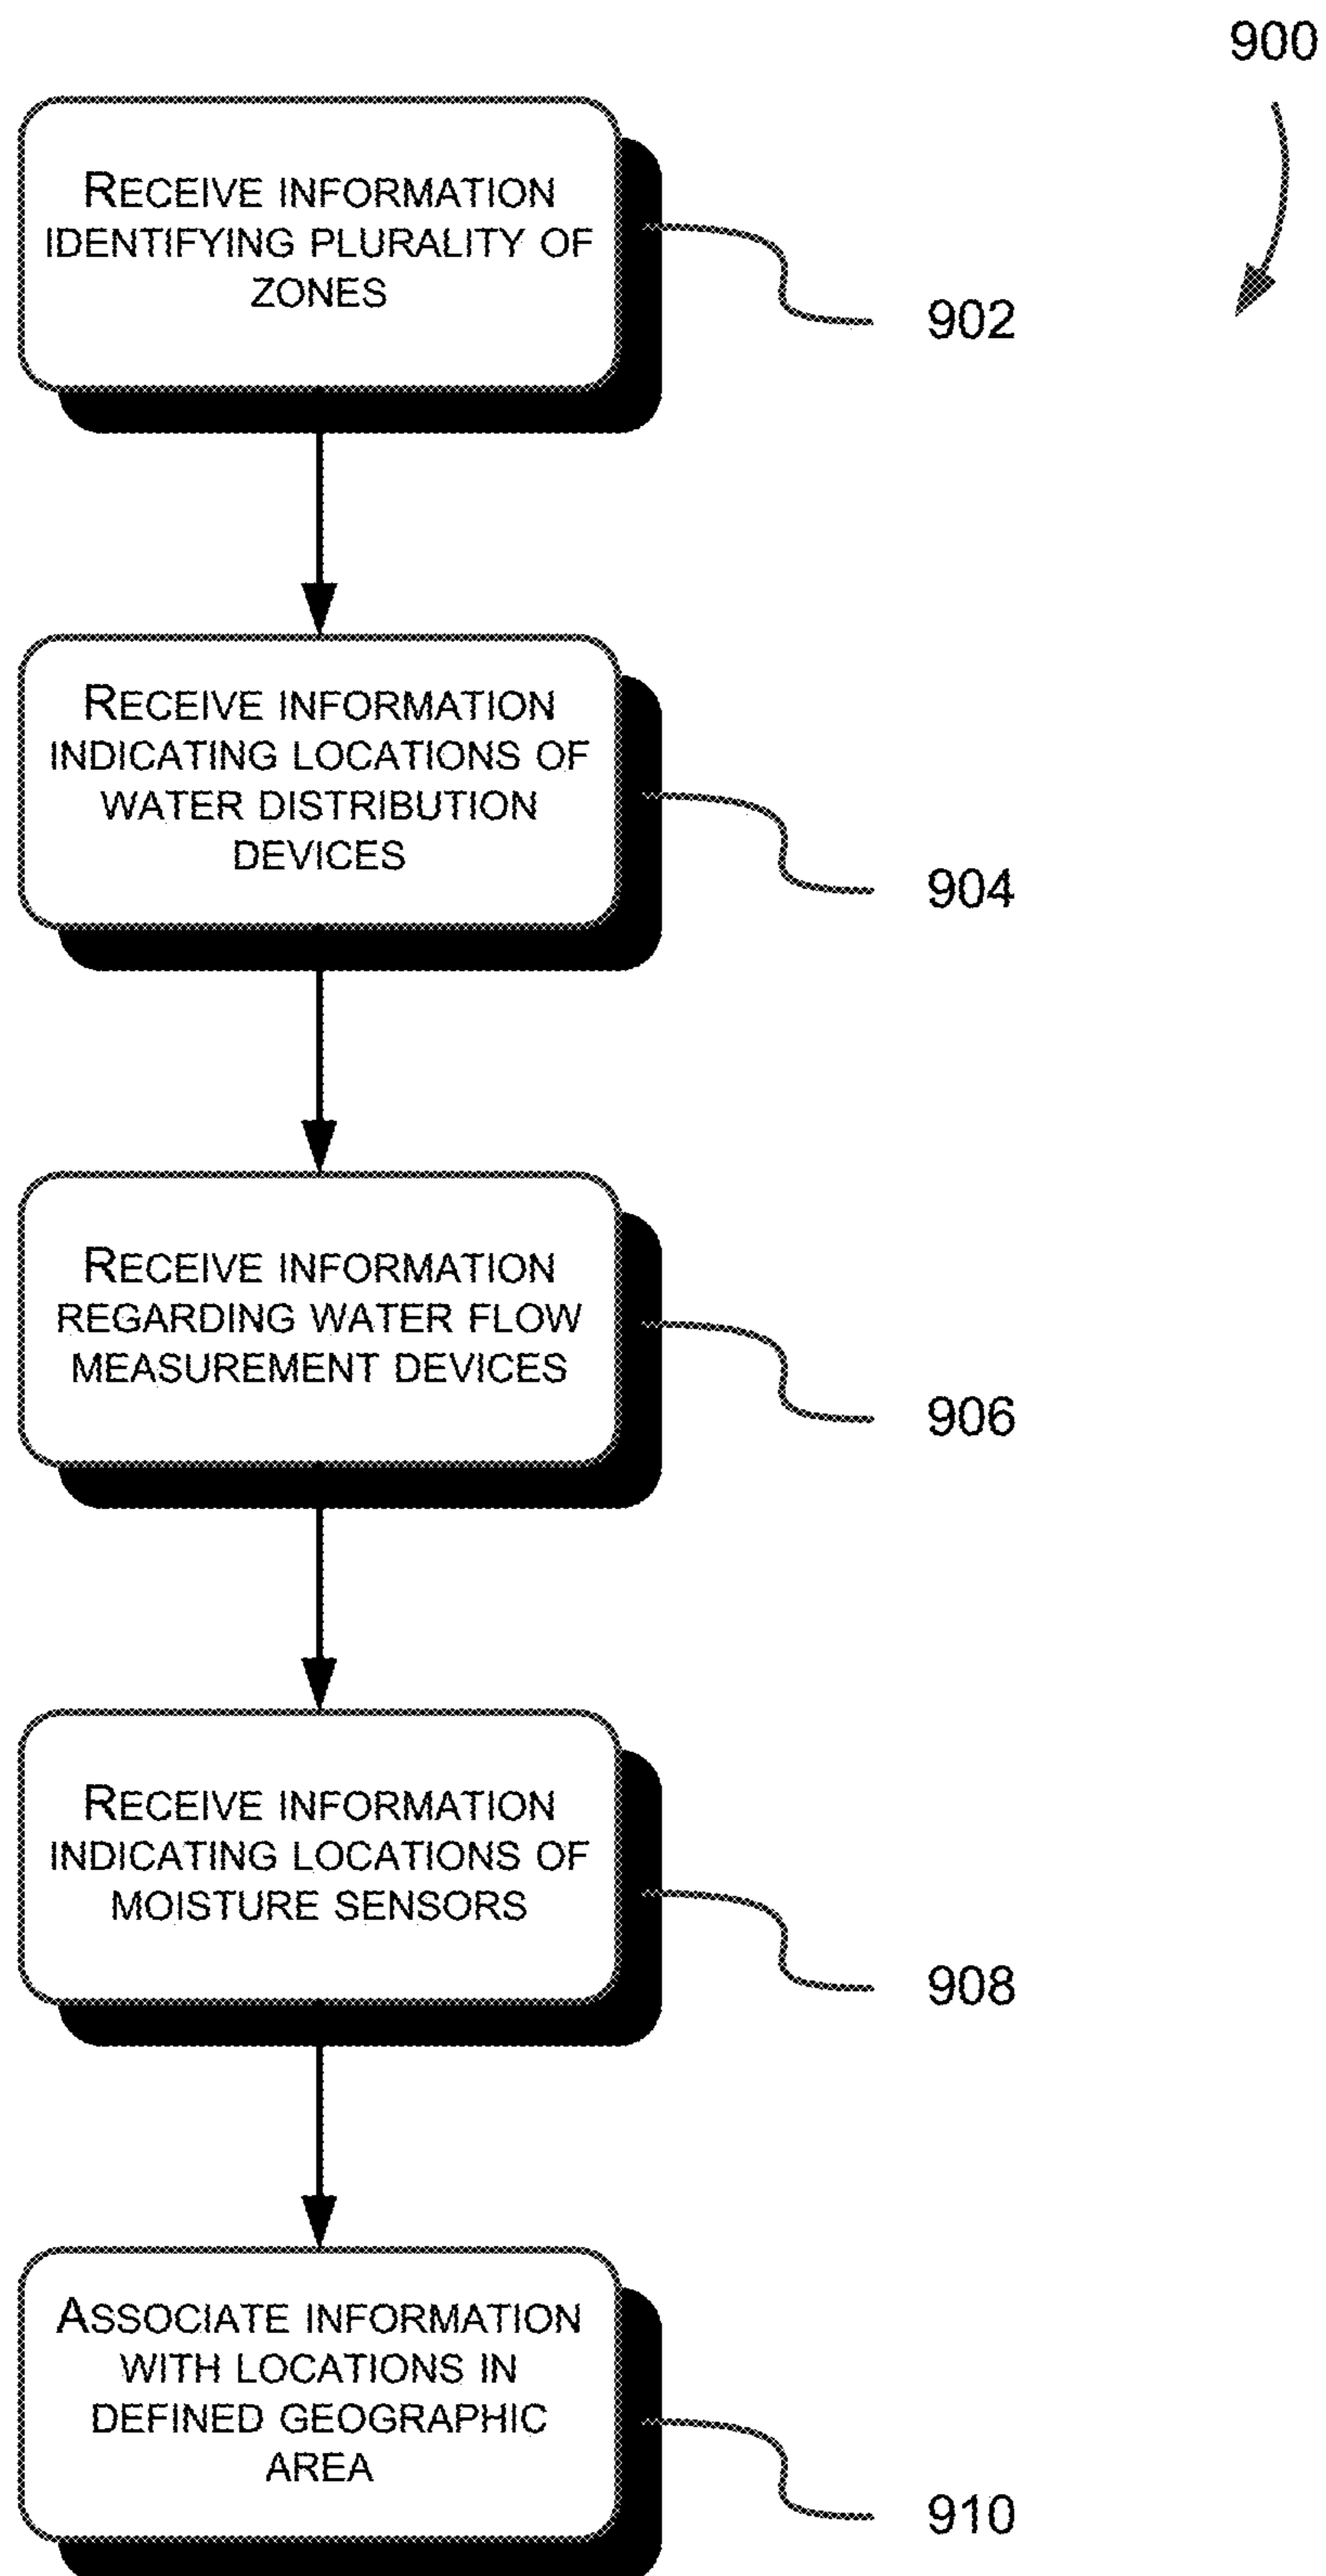 900
RECEIVE INFORMATION
IDENTIFYING PLURALITY OF
ZONES
902
RECEIVE INFORMATION
INDICATING LOCATIONS OF
WATER DISTRIBUTION
DEVICES
904
RECEIVE INFORMATION
REGARDING WATER FLOW
MEASUREMENT DEVICES
906
RECEIVE INFORMATION
INDICATING LOCATIONS OF
MOISTURE SENSORS
908
ASSOCIATE INFORMATION
WITH LOCATIONS IN
DEFINED GEOGRAPHIC
AREA
910